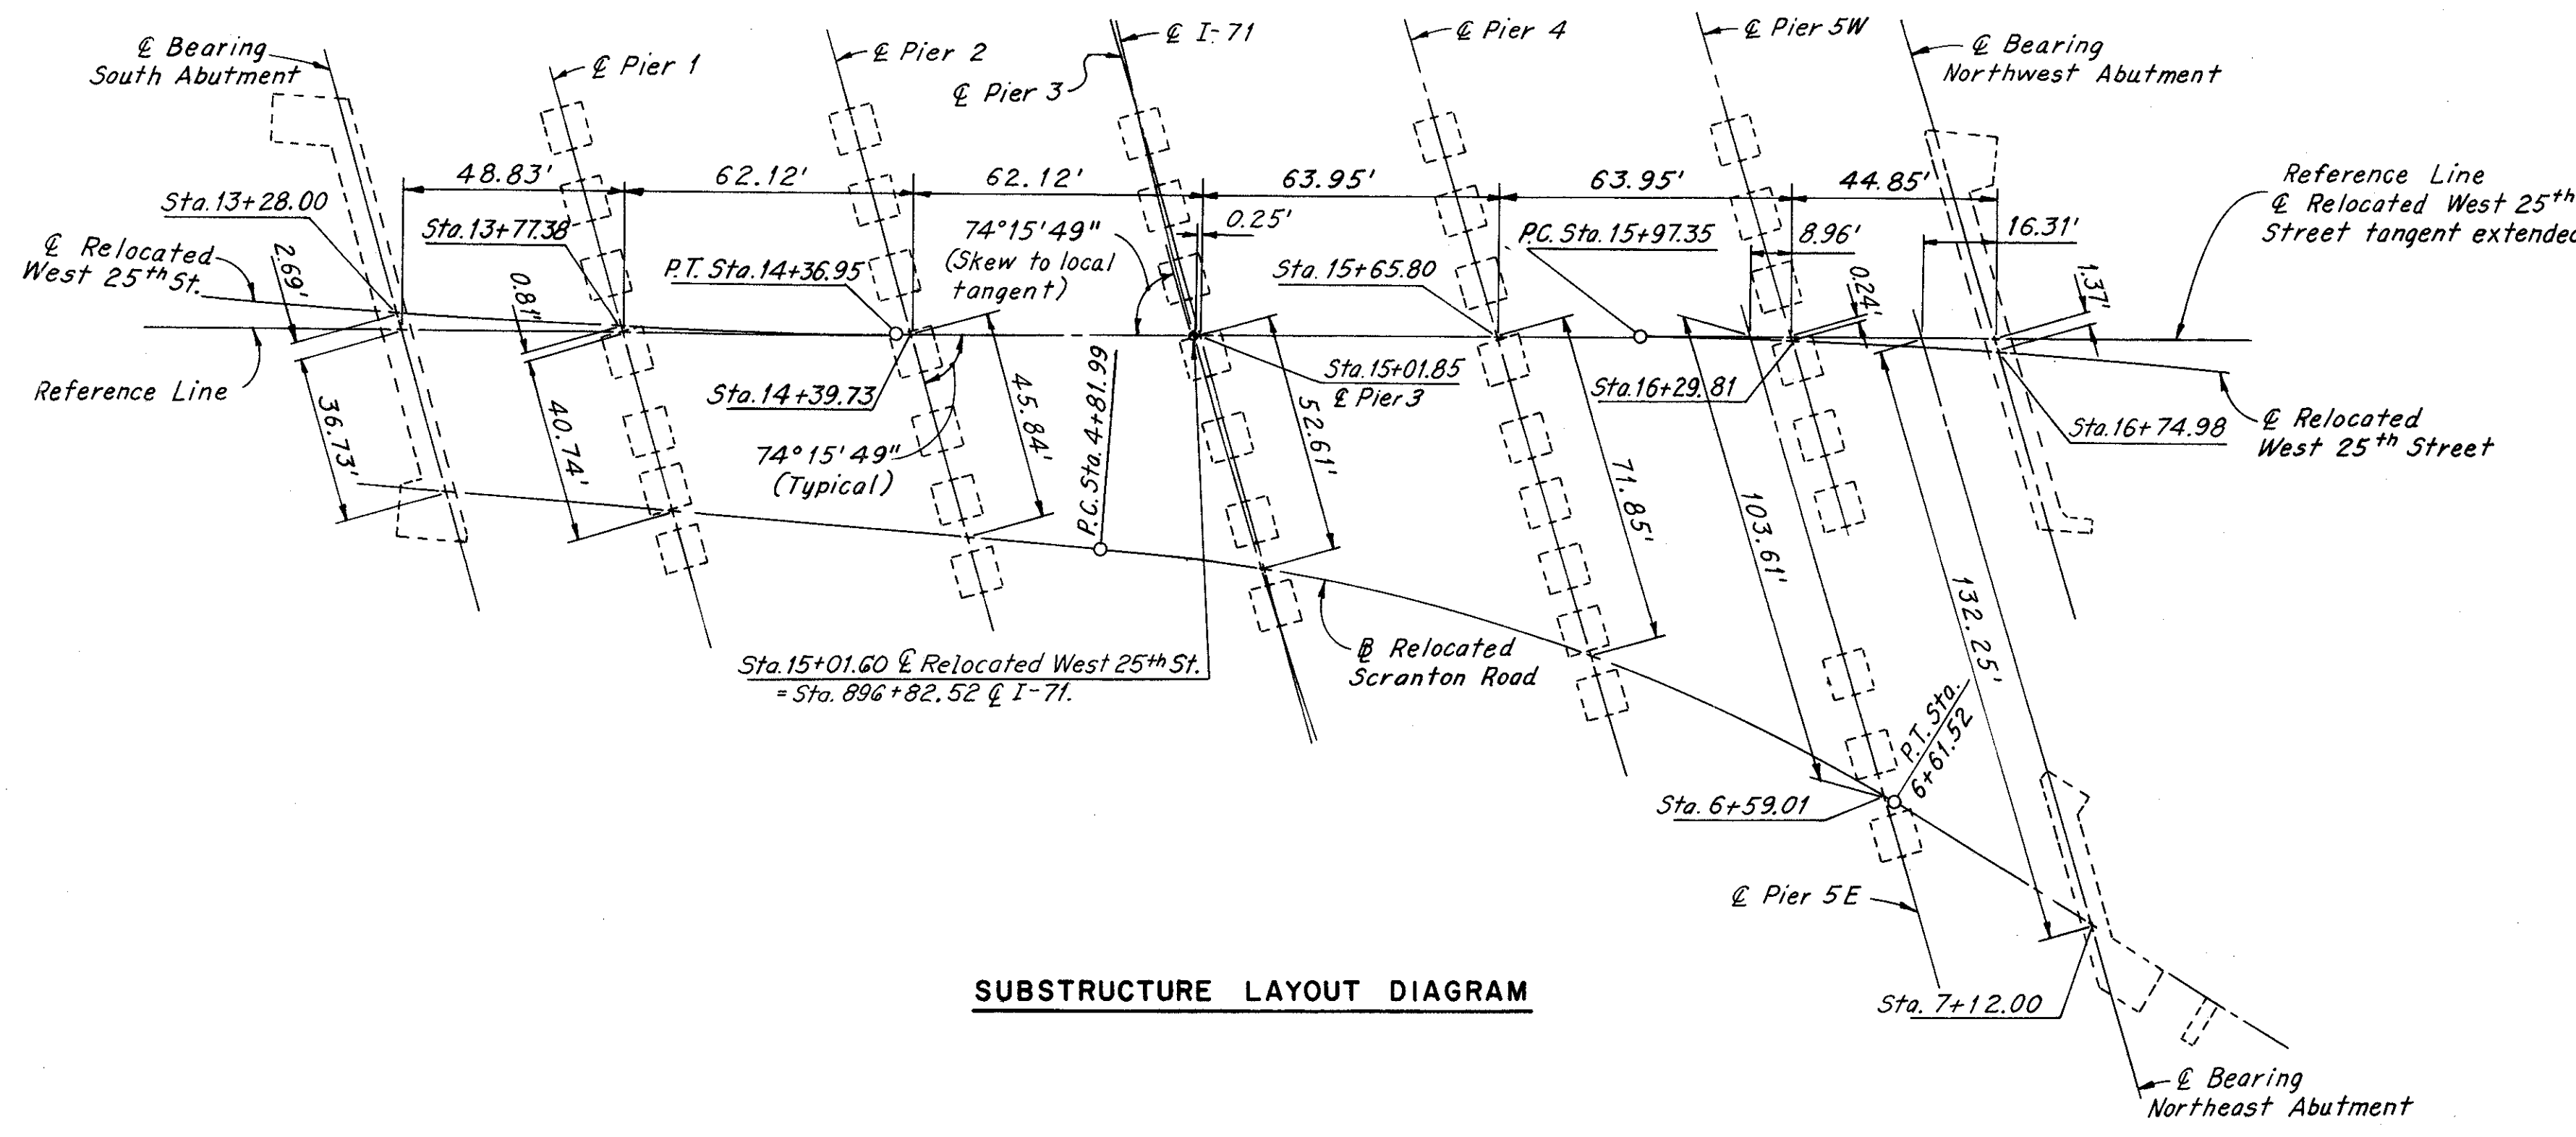 ℄ Bearing
South Abutment
℄ Pier 1
℄ Pier 2
℄ I-71
℄ Pier 3
℄ Pier 4
℄ Pier 5W
℄ Bearing
Northwest Abutment
48.83'
62.12'
62.12'
63.95'
63.95'
44.85'
Reference Line
℄ Relocated West 25th
Street tangent extended
Sta. 13+28.00
Sta. 13+77.38
P.T. Sta. 14+36.95
74°15'49"
(Skew to local
tangent)
0.25'
Sta. 15+65.80
P.C. Sta. 15+97.35
8.96'
16.31'
℄ Relocated
West 25th St.
2.69'
0.81'
0.24'
1.37'
Reference Line
36.73'
40.74'
Sta. 14+39.73
74°15'49"
(Typical)
45.84'
P.C. Sta. 4+81.99
52.61'
Sta. 15+01.85
℄ Pier 3
71.85'
Sta. 16+29.81
103.61'
132.25'
Sta. 16+74.98
℄ Relocated
West 25th Street
Sta. 15+01.60 ℄ Relocated West 25th St.
= Sta. 896+82.52 ℄ I-71.
B Relocated
Scranton Road
P.T. Sta.
6+61.52
Sta. 6+59.01
℄ Pier 5E
Sta. 7+12.00
℄ Bearing
Northeast Abutment
SUBSTRUCTURE LAYOUT DIAGRAM